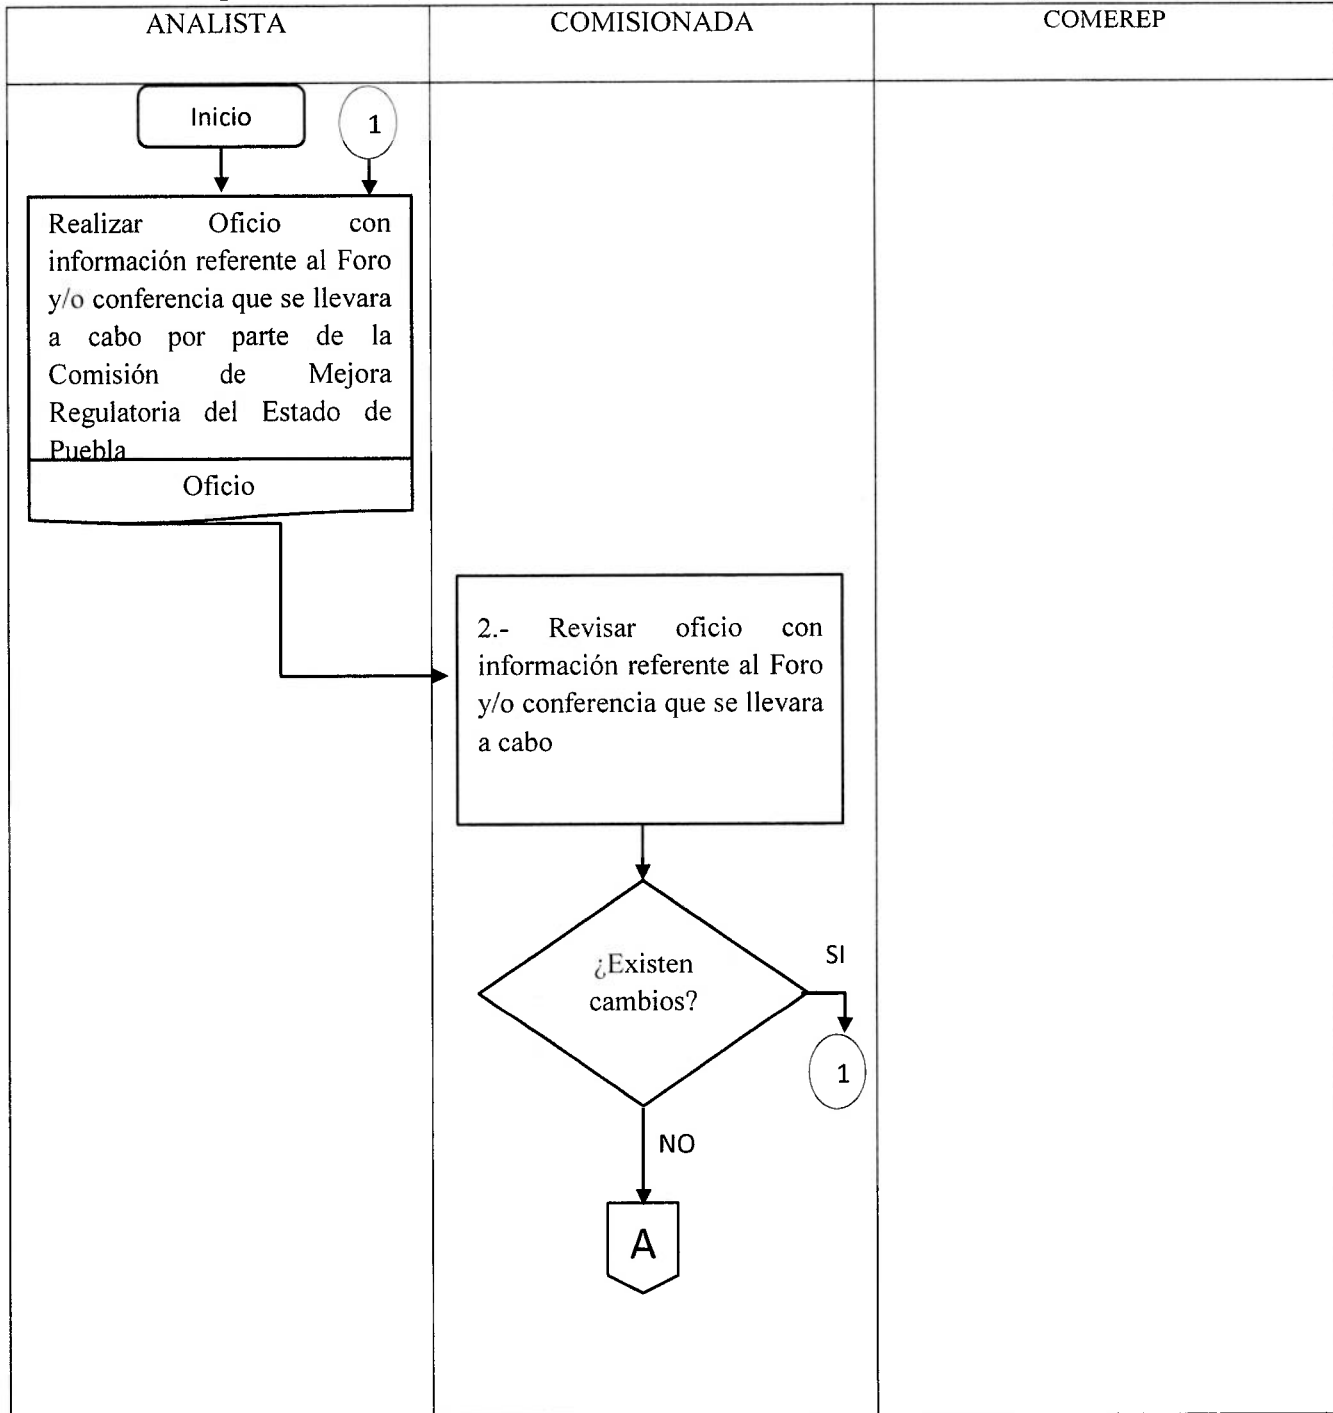 ANALISTA
COMISIONADA
COMEREP
Inicio
1
Realizar Oficio con
información referente al Foro
y/o conferencia que se llevara
a cabo por parte de la
Comisión de Mejora
Regulatoria del Estado de
Puebla
Oficio
2.- Revisar oficio con
información referente al Foro
y/o conferencia que se llevara
a cabo
¿Existen
cambios?
SI
1
NO
A